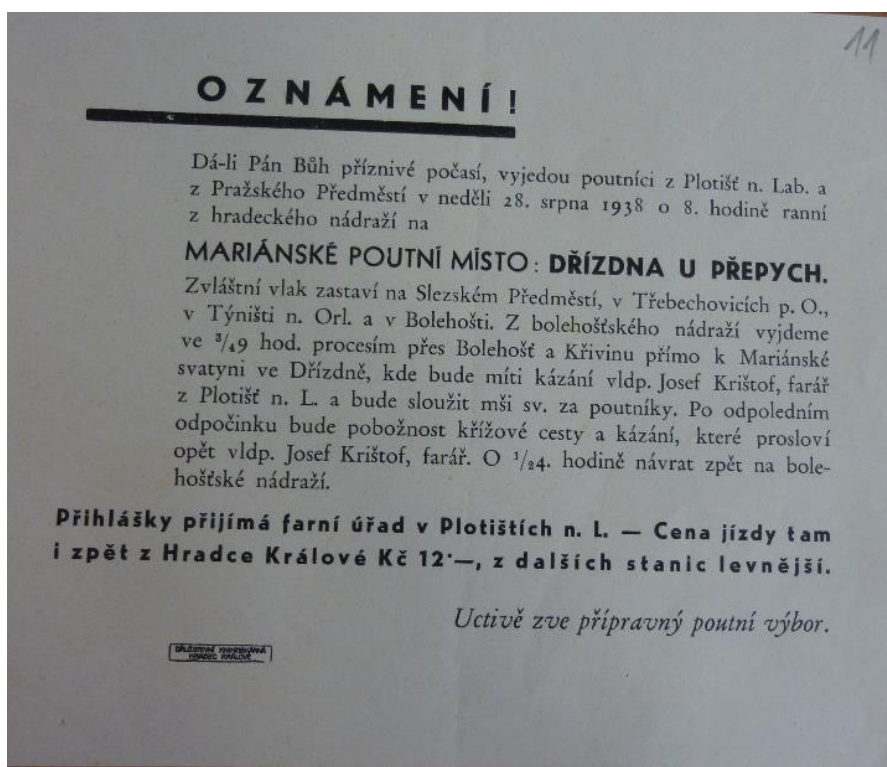 11
OZNÁMENÍ!
Dá-li Pán Bůh příznivé počasí, vyjedou poutníci z Plotišť n. Lab. a
z Pražského Předměstí v neděli 28. srpna 1938 o 8. hodině ranní
z hradeckého nádraží na
MARIÁNSKÉ POUTNÍ MÍSTO: DŘÍZDNA U PŘEPYCH.
Zvláštní vlak zastaví na Slezském Předměstí, v Třebechovicích p. O.,
v Týništi n. Orl. a v Bolehošti. Z bolehošťského nádraží vyjdeme
ve ³/₄9 hod. procesím přes Bolehošť a Křivinu přímo k Mariánské
svatyni ve Dřízdně, kde bude míti kázání vldp. Josef Krištof, farář
z Plotišť n. L. a bude sloužit mši sv. za poutníky. Po odpoledním
odpočinku bude pobožnost křížové cesty a kázání, které prosloví
opět vldp. Josef Krištof, farář. O ¹/₂4. hodině návrat zpět na bole-
hošťské nádraží.
Přihlášky přijímá farní úřad v Plotištích n. L. — Cena jízdy tam
i zpět z Hradce Králové Kč 12·—, z dalších stanic levnější.
Uctivě zve přípravný poutní výbor.
HRADEC KRÁLOVÉ